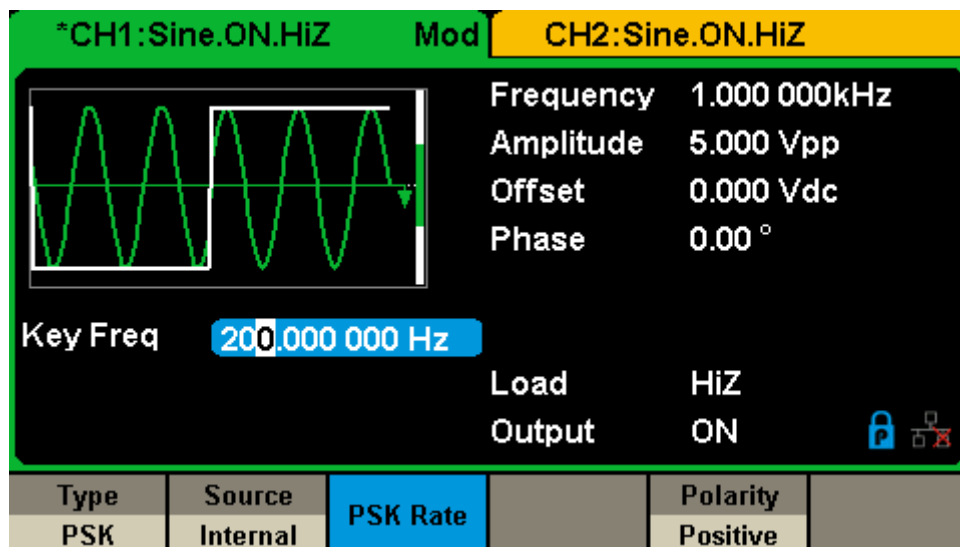 *CH1:Sine.ON.HiZ Mod CH2:Sine.ON.HiZ
Frequency 1.000 000kHz
Amplitude 5.000 Vpp
Offset 0.000 Vdc
Phase 0.00 °
Key Freq 200.000 000 Hz
Load HiZ
Output ON
P
Type Source PSK Rate Polarity
PSK Internal Positive